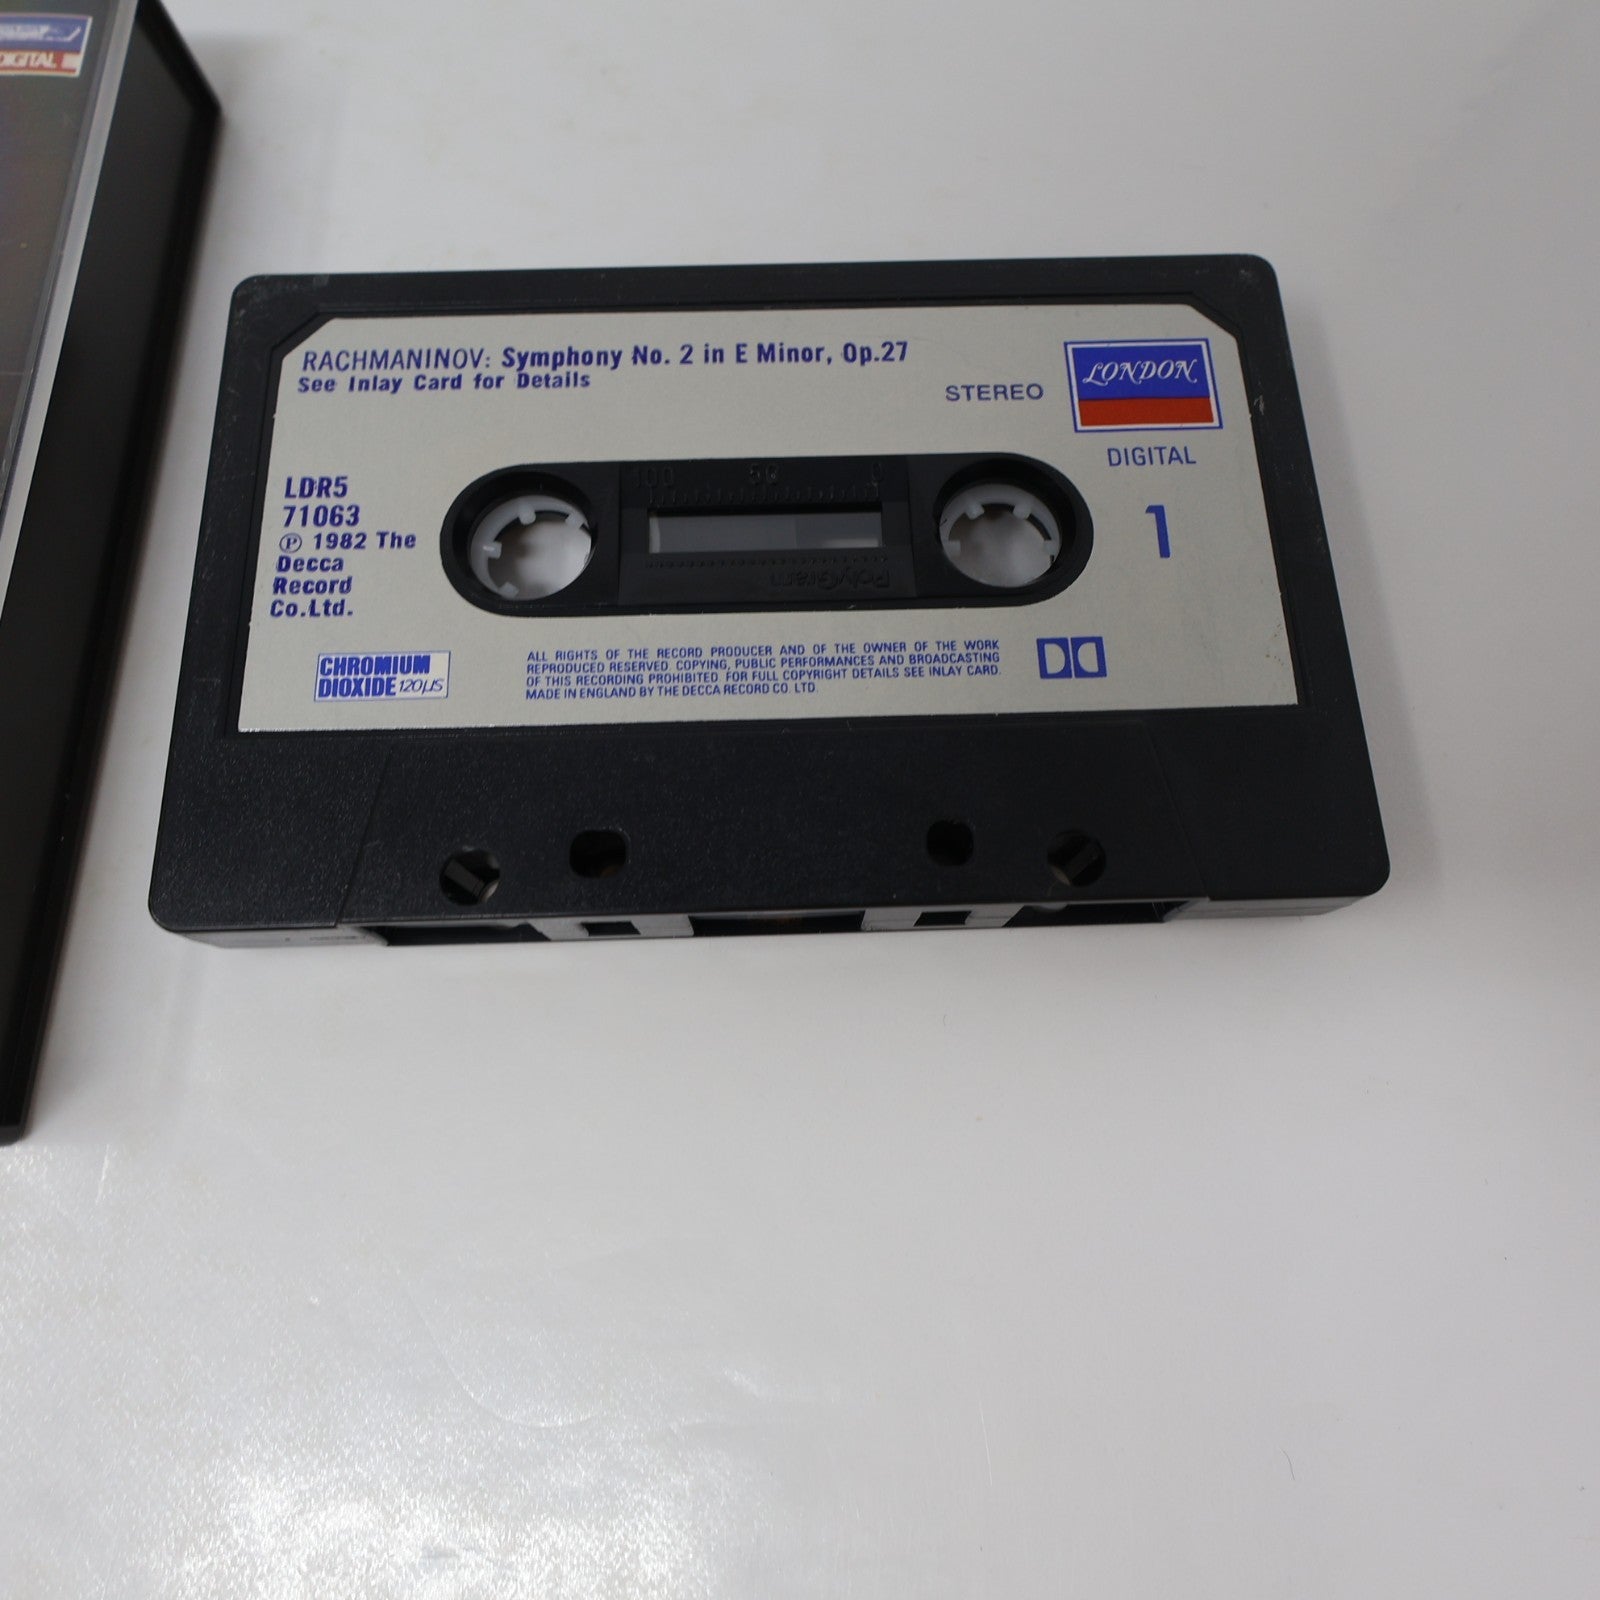 DIGITAL
RACHMANINOV: Symphony No. 2 in E Minor, Op.27
See Inlay Card for Details
STEREO
LONDON
DIGITAL
1
LDR5
71063
℗ 1982 The
Decca
Record
Co.Ltd.
100 50 0
PolyGram
CHROMIUM
DIOXIDE 120µS
ALL RIGHTS OF THE RECORD PRODUCER AND OF THE OWNER OF THE WORK
REPRODUCED RESERVED. COPYING, PUBLIC PERFORMANCES AND BROADCASTING
OF THIS RECORDING PROHIBITED. FOR FULL COPYRIGHT DETAILS SEE INLAY CARD.
MADE IN ENGLAND BY THE DECCA RECORD CO. LTD.